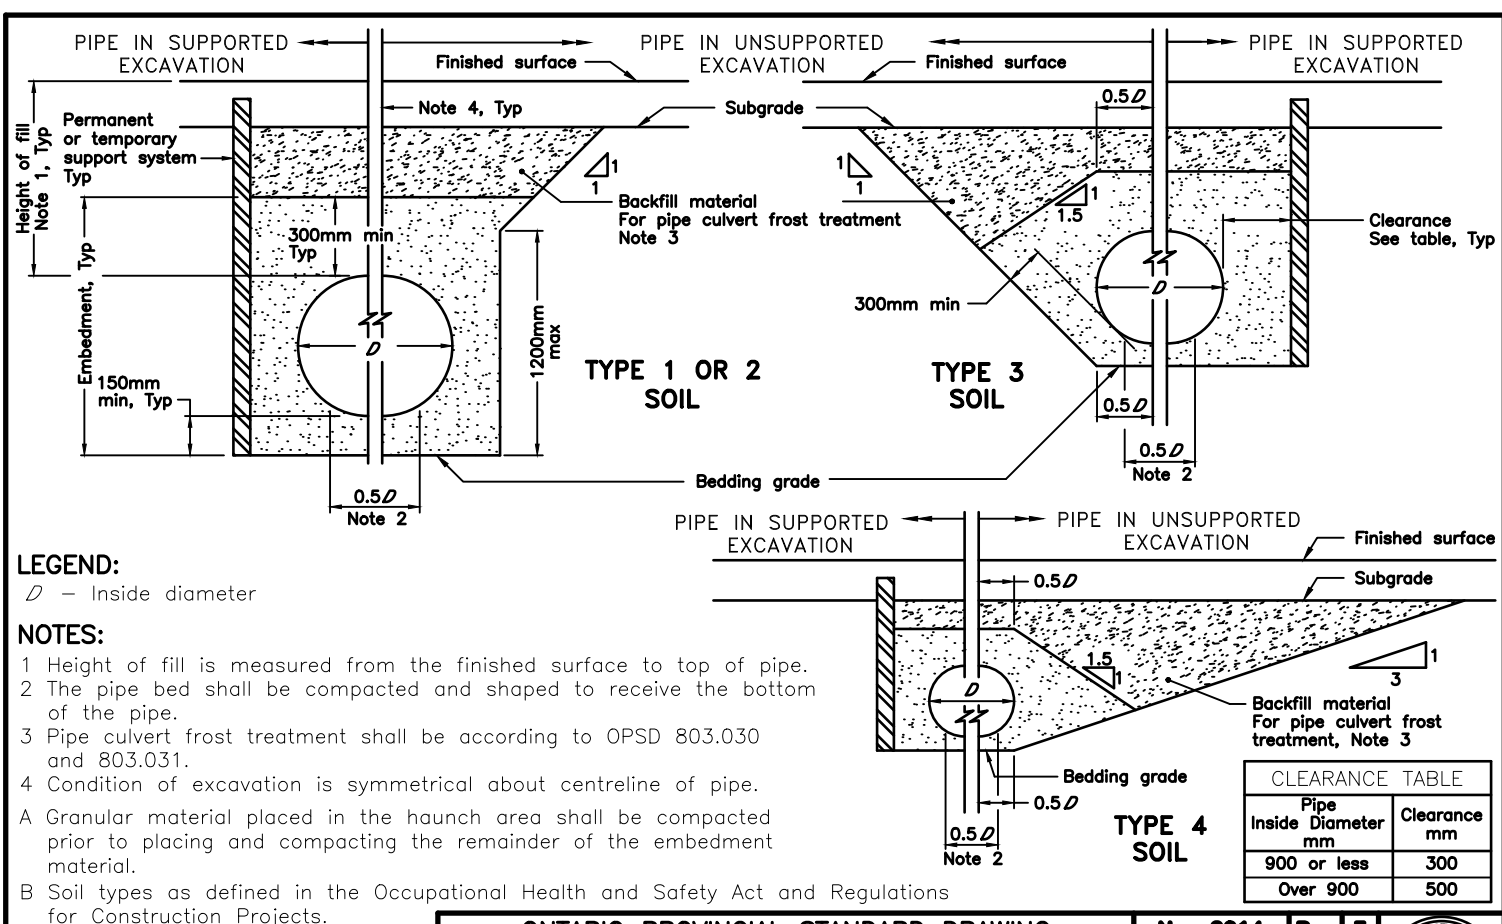 PIPE IN SUPPORTED
EXCAVATION
PIPE IN UNSUPPORTED
EXCAVATION
PIPE IN SUPPORTED
EXCAVATION
Finished surface
Finished surface
Note 4, Typ
Subgrade
0.5D
Permanent
or temporary
support system
Typ
Height of fill
Note 1, Typ
1
1
1
1
1
1.5
Backfill material
For pipe culvert frost treatment
Note 3
Clearance
See table, Typ
300mm min
Typ
Embedment, Typ
300mm min
D
D
1200mm
max
150mm
min, Typ
TYPE 1 OR 2
SOIL
TYPE 3
SOIL
0.5D
0.5D
Note 2
Bedding grade
0.5D
Note 2
PIPE IN SUPPORTED
EXCAVATION
PIPE IN UNSUPPORTED
EXCAVATION
Finished surface
Subgrade
0.5D
1.5
1
1
3
D
Backfill material
For pipe culvert frost
treatment, Note 3
Bedding grade
0.5D
0.5D
Note 2
TYPE 4
SOIL
LEGEND:
D – Inside diameter
NOTES:
1 Height of fill is measured from the finished surface to top of pipe.
2 The pipe bed shall be compacted and shaped to receive the bottom
of the pipe.
3 Pipe culvert frost treatment shall be according to OPSD 803.030
and 803.031.
4 Condition of excavation is symmetrical about centreline of pipe.
A Granular material placed in the haunch area shall be compacted
prior to placing and compacting the remainder of the embedment
material.
B Soil types as defined in the Occupational Health and Safety Act and Regulations
for Construction Projects.
CLEARANCE TABLE
Pipe
Inside Diameter
mm
Clearance
mm
900 or less 300
Over 900 500
ONTARIO PROVINCIAL STANDARD DRAWING